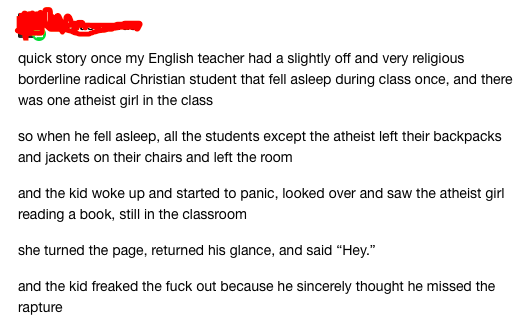 quick story once my English teacher had a slightly off and very religious
borderline radical Christian student that fell asleep during class once, and there
was one atheist girl in the class
so when he fell asleep, all the students except the atheist left their backpacks
and jackets on their chairs and left the room
and the kid woke up and started to panic, looked over and saw the atheist girl
reading a book, still in the classroom
she turned the page, returned his glance, and said “Hey.”
and the kid freaked the fuck out because he sincerely thought he missed the
rapture